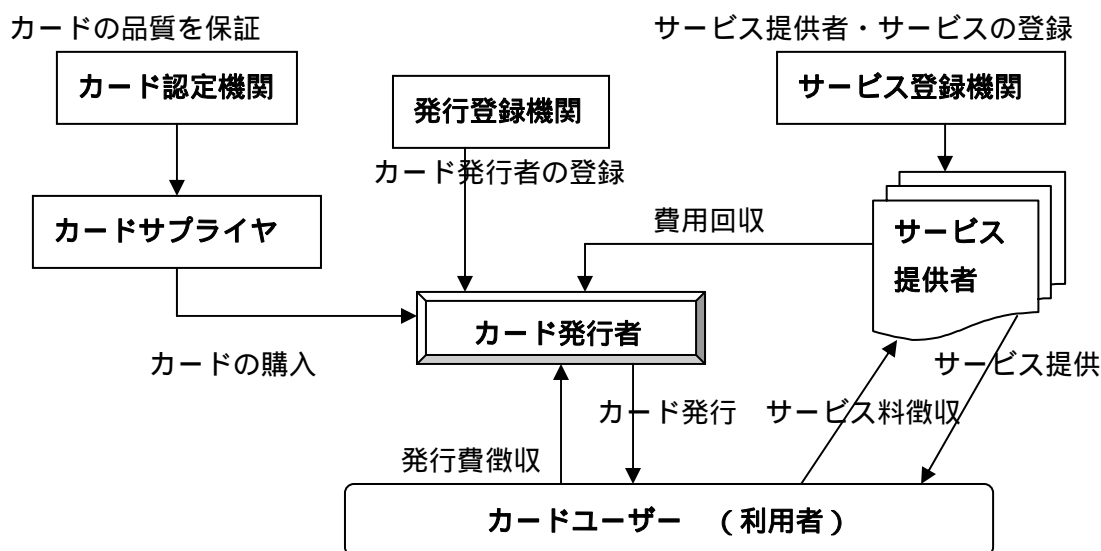 カードの品質を保証
サービス提供者・サービスの登録
カード認定機関
発行登録機関
サービス登録機関
カード発行者の登録
カードサプライヤ
費用回収
サービス
提供者
カード発行者
カードの購入
サービス提供
カード発行
サービス料徴収
発行費徴収
カードユーザー （利用者）